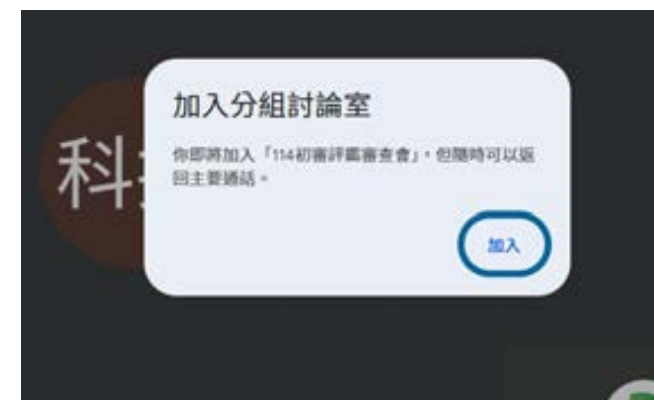 加入分組討論室
科
你即將加入「114初審評鑑審查會」，但隨時可以返
回主要通話。
加入